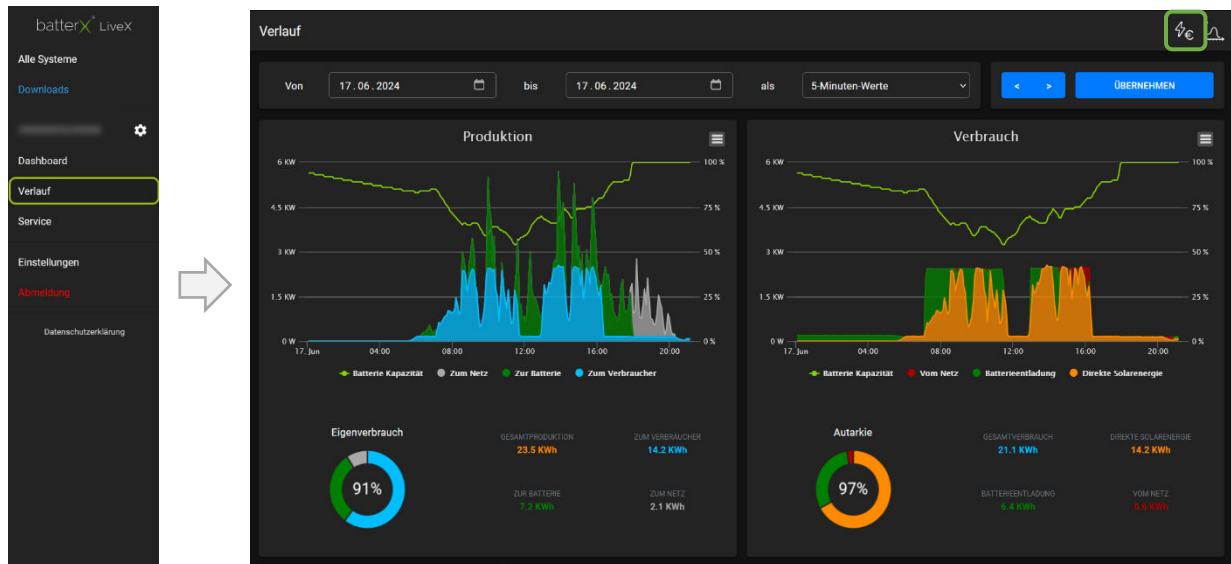 batterX LiveX
Alle Systeme
Downloads
Dashboard
Verlauf
Service
Einstellungen
Abmeldung
Datenschutzerklärung
Verlauf
€
Von 17.06.2024 bis 17.06.2024 als 5-Minuten-Werte < > ÜBERNEHMEN
Produktion
6 KW 100 %
4.5 KW 75 %
3 KW 50 %
1.5 KW 25 %
0 W 0 %
17. Jun 04:00 08:00 12:00 16:00 20:00
Batterie Kapazität Zum Netz Zur Batterie Zum Verbraucher
Eigenverbrauch
91%
GESAMTPRODUKTION ZUM VERBRAUCHER
23.5 KWh 14.2 KWh
ZUR BATTERIE ZUM NETZ
7.2 KWh 2.1 KWh
Verbrauch
6 KW 100 %
4.5 KW 75 %
3 KW 50 %
1.5 KW 25 %
0 W 0 %
17. Jun 04:00 08:00 12:00 16:00 20:00
Batterie Kapazität Vom Netz Batterieentladung Direkte Solarenergie
Autarkie
97%
GESAMTVERBRAUCH DIREKTE SOLARENERGIE
21.1 KWh 14.2 KWh
BATTERIEENTLADUNG VOM NETZ
6.4 KWh 0.6 KWh